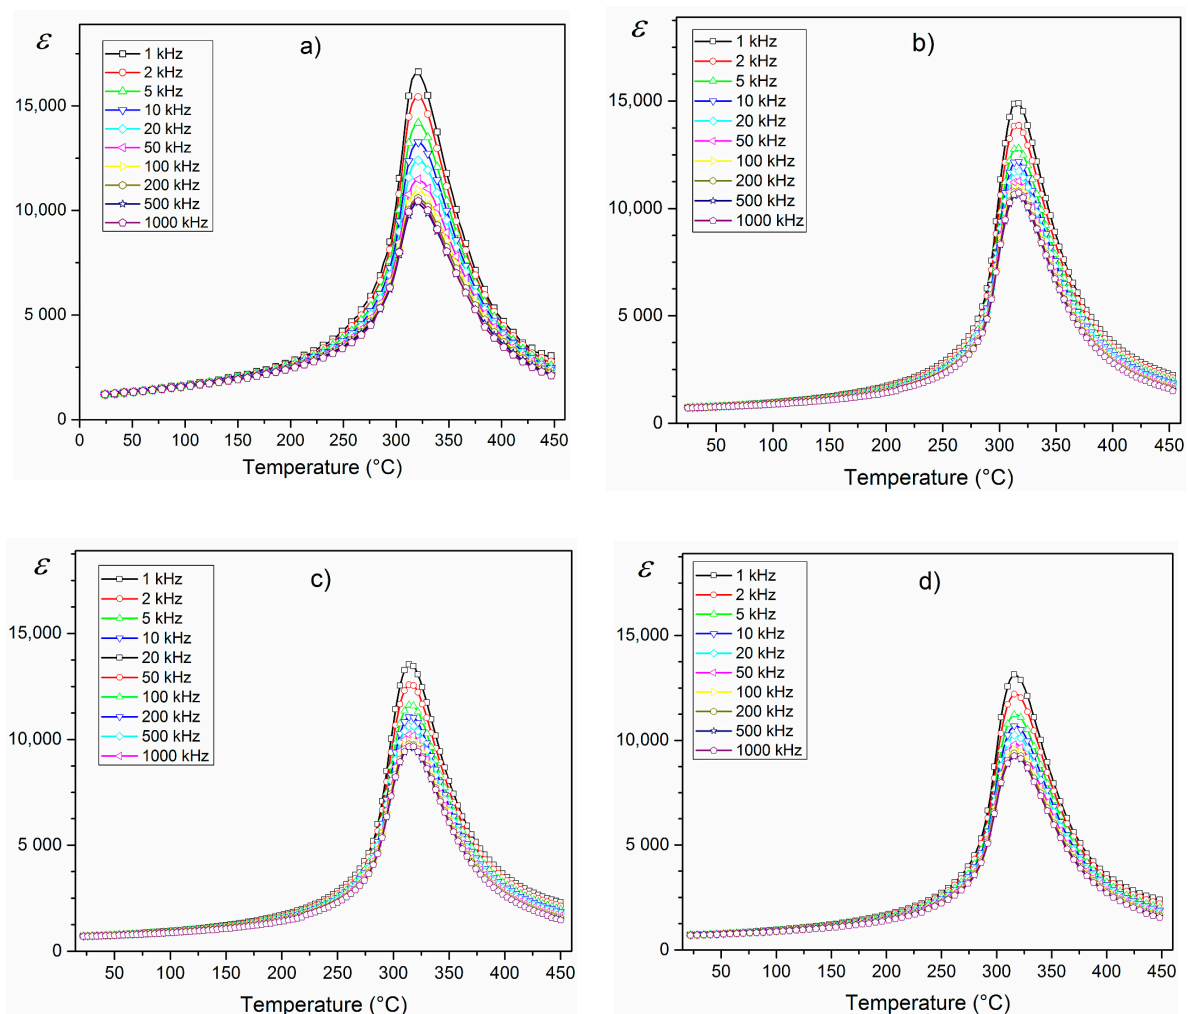 ε
a)
1 kHz
2 kHz
5 kHz
10 kHz
20 kHz
50 kHz
100 kHz
200 kHz
500 kHz
1000 kHz
15,000
10,000
5 000
0
0 50 100 150 200 250 300 350 400 450
Temperature (°C)
ε
b)
1 kHz
2 kHz
5 kHz
10 kHz
20 kHz
50 kHz
100 kHz
200 kHz
500 kHz
1000 kHz
15,000
10,000
5 000
0
50 100 150 200 250 300 350 400 450
Temperature (°C)
ε
c)
1 kHz
2 kHz
5 kHz
10 kHz
20 kHz
50 kHz
100 kHz
200 kHz
500 kHz
1000 kHz
15,000
10,000
5 000
0
50 100 150 200 250 300 350 400 450
Temperature (°C)
ε
d)
1 kHz
2 kHz
5 kHz
10 kHz
20 kHz
50 kHz
100 kHz
200 kHz
500 kHz
1000 kHz
15,000
10,000
5 000
0
50 100 150 200 250 300 350 400 450
Temperature (°C)